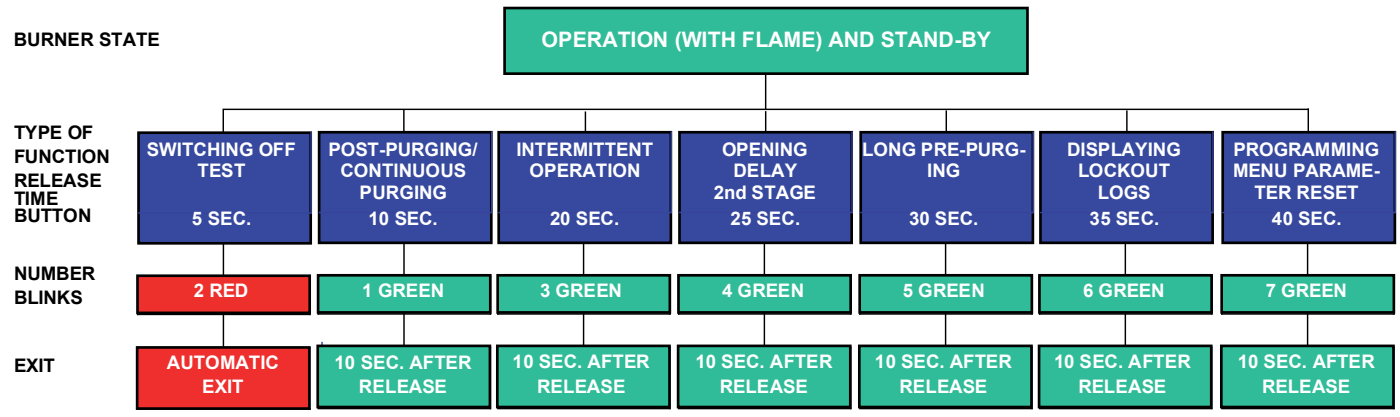 BURNER STATE
OPERATION (WITH FLAME) AND STAND-BY
TYPE OF
FUNCTION
RELEASE
TIME
BUTTON
SWITCHING OFF
TEST
5 SEC.
POST-PURGING/
CONTINUOUS
PURGING
10 SEC.
INTERMITTENT
OPERATION
20 SEC.
OPENING
DELAY
2nd STAGE
25 SEC.
LONG PRE-PURG-
ING
30 SEC.
DISPLAYING
LOCKOUT
LOGS
35 SEC.
PROGRAMMING
MENU PARAME-
TER RESET
40 SEC.
NUMBER
BLINKS
2 RED
1 GREEN
3 GREEN
4 GREEN
5 GREEN
6 GREEN
7 GREEN
EXIT
AUTOMATIC
EXIT
10 SEC. AFTER
RELEASE
10 SEC. AFTER
RELEASE
10 SEC. AFTER
RELEASE
10 SEC. AFTER
RELEASE
10 SEC. AFTER
RELEASE
10 SEC. AFTER
RELEASE